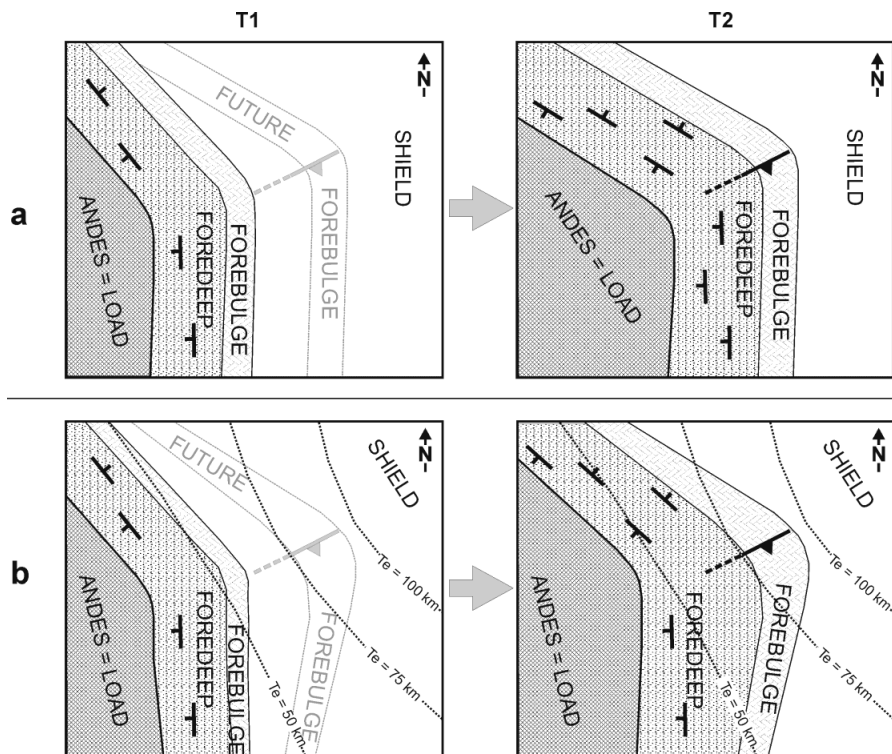 T1
T2
a
N
FUTURE
SHIELD
ANDES = LOAD
FOREDEEP
FOREBULGE
FOREBULGE
N
SHIELD
ANDES = LOAD
FOREDEEP
FOREBULGE
b
N
FUTURE
SHIELD
ANDES = LOAD
FOREDEEP
FOREBULGE
FOREBULGE
Te = 100 km
Te = 75 km
Te = 50 km
N
SHIELD
ANDES = LOAD
FOREDEEP
FOREBULGE
Te = 100 km
Te = 75 km
Te = 50 km